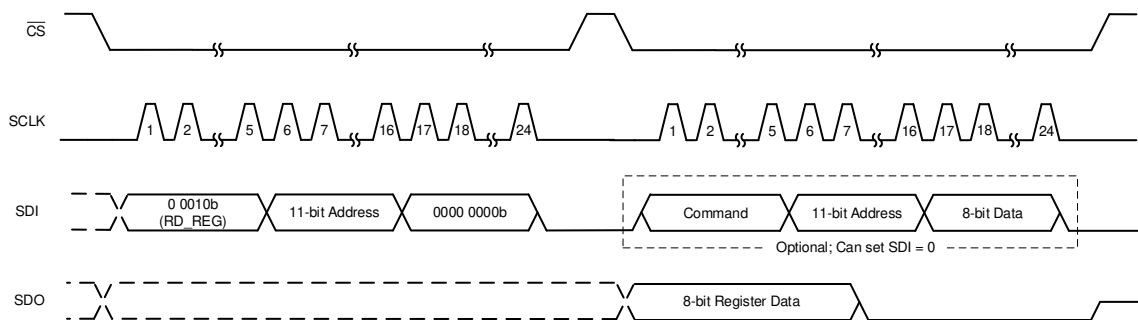 CS
SCLK
1 2 5 6 7 16 17 18 24 1 2 5 6 7 16 17 18 24
SDI
0 0010b
(RD_REG)
11-bit Address
0000 0000b
Command
11-bit Address
8-bit Data
Optional; Can set SDI = 0
SDO
8-bit Register Data